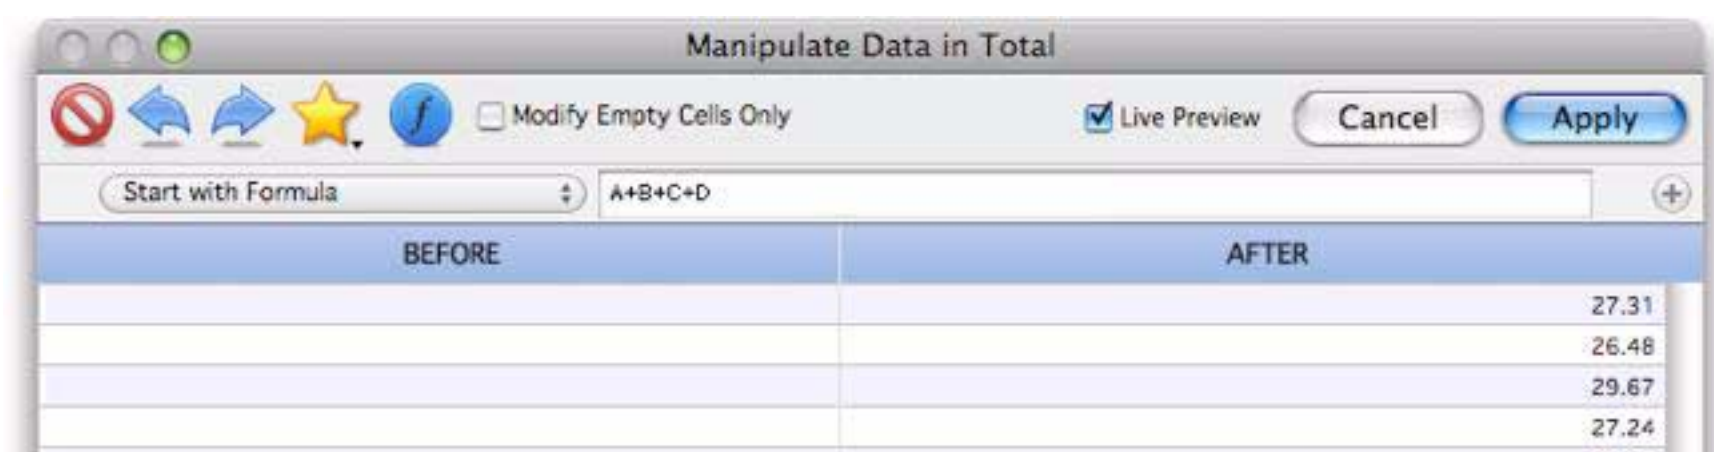 Manipulate Data in Total
Modify Empty Cells Only Live Preview Cancel Apply
Start with Formula A+B+C+D
BEFORE AFTER
27.31
26.48
29.67
27.24